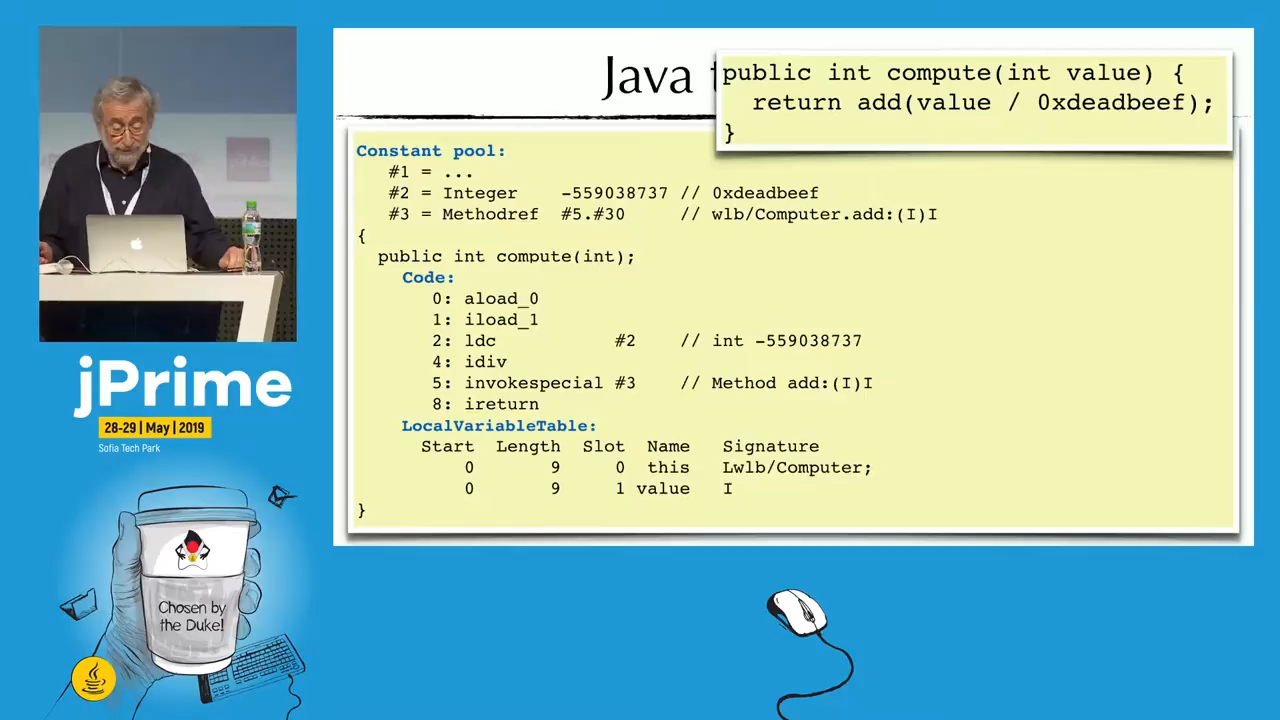 Java t
public int compute(int value) {
return add(value / 0xdeadbeef);
}
Constant pool:
#1 = ...
#2 = Integer -559038737 // 0xdeadbeef
#3 = Methodref #5.#30 // wlb/Computer.add:(I)I
{
public int compute(int);
Code:
0: aload_0
1: iload_1
2: ldc #2 // int -559038737
4: idiv
5: invokespecial #3 // Method add:(I)I
8: ireturn
LocalVariableTable:
Start Length Slot Name Signature
0 9 0 this Lwlb/Computer;
0 9 1 value I
}
jPrime
28-29 | May | 2019
Sofia Tech Park
Chosen by
the Duke!